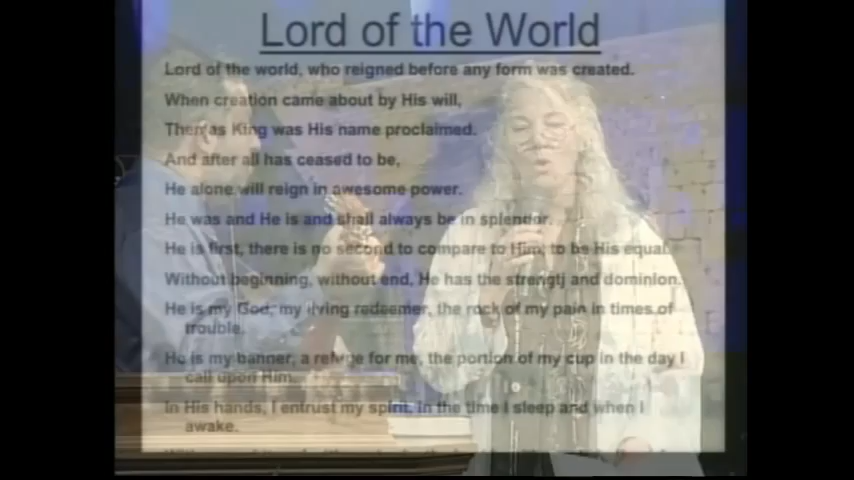 Lord of the World
Lord of the world, who reigned before any form was created.
When creation came about by His will,
Then as King was His name proclaimed.
And after all has ceased to be,
He alone will reign in awesome power.
He was and He is and shall always be in splendor.
He is first, there is no second to compare to Him, to be His equal.
Without beginning, without end, He has the strengtj and dominion.
He is my God, my living redeemer, the rock of my pain in times of
trouble.
He is my banner, a refuge for me, the portion of my cup in the day I
call upon Him.
In His hands, I entrust my spirit. In the time I sleep and when I
awake.